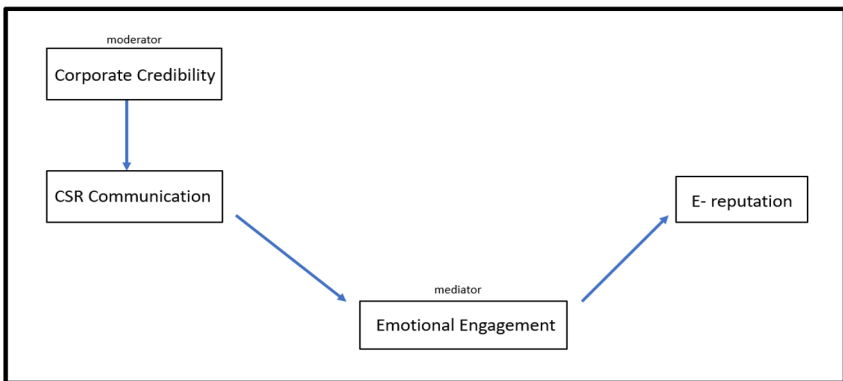 moderator
Corporate Credibility
CSR Communication
E- reputation
mediator
Emotional Engagement